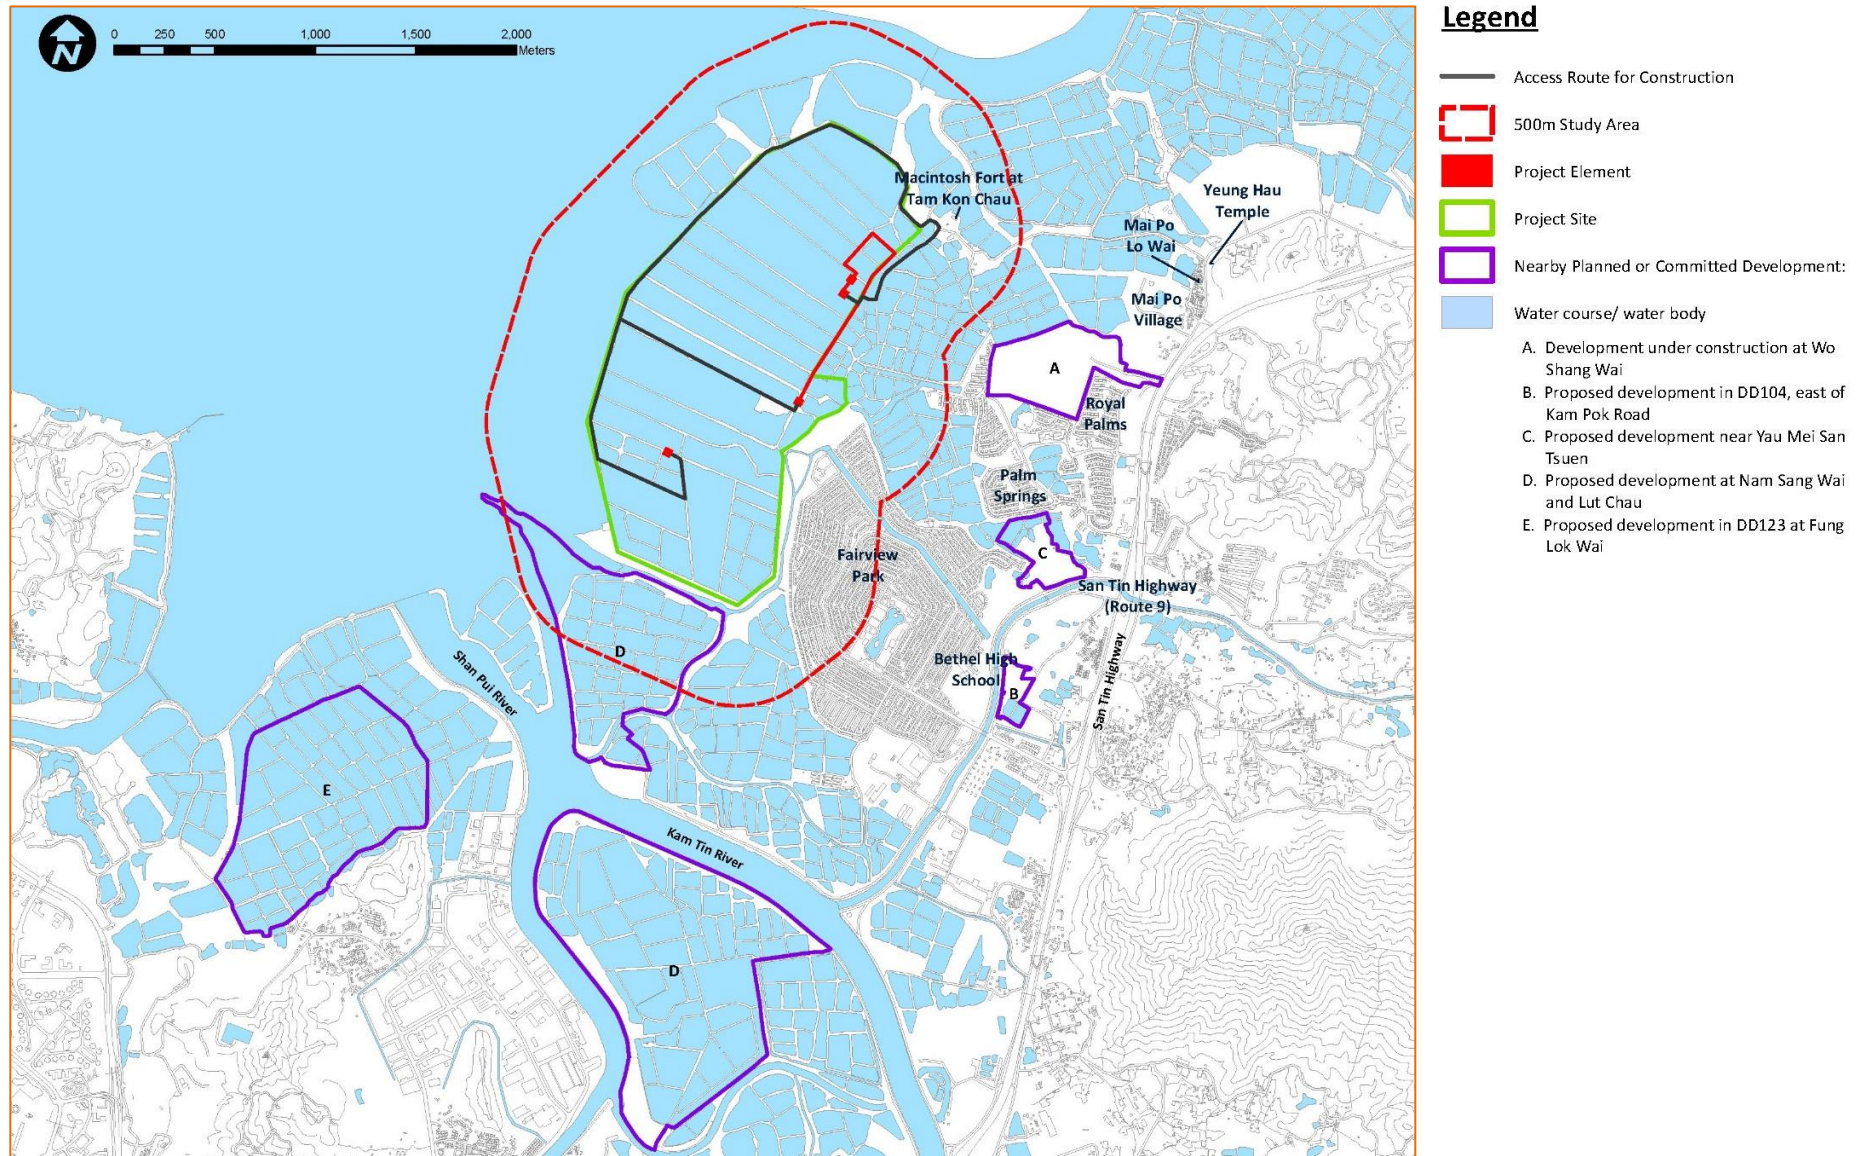 N
0 250 500 1,000 1,500 2,000
Meters
Macintosh Fort at
Tam Kon Chau
Yeung Hau
Temple
Mai Po
Lo Wai
Mai Po
Village
A
Royal
Palms
Palm
Springs
C
Fairview
Park
San Tin Highway
(Route 9)
D
Shan Pui River
Bethel High
School
B
San Tin Highway
E
Kam Tin River
D
Legend
Access Route for Construction
500m Study Area
Project Element
Project Site
Nearby Planned or Committed Development:
Water course/ water body
A. Development under construction at Wo
Shang Wai
B. Proposed development in DD104, east of
Kam Pok Road
C. Proposed development near Yau Mei San
Tsuen
D. Proposed development at Nam Sang Wai
and Lut Chau
E. Proposed development in DD123 at Fung
Lok Wai